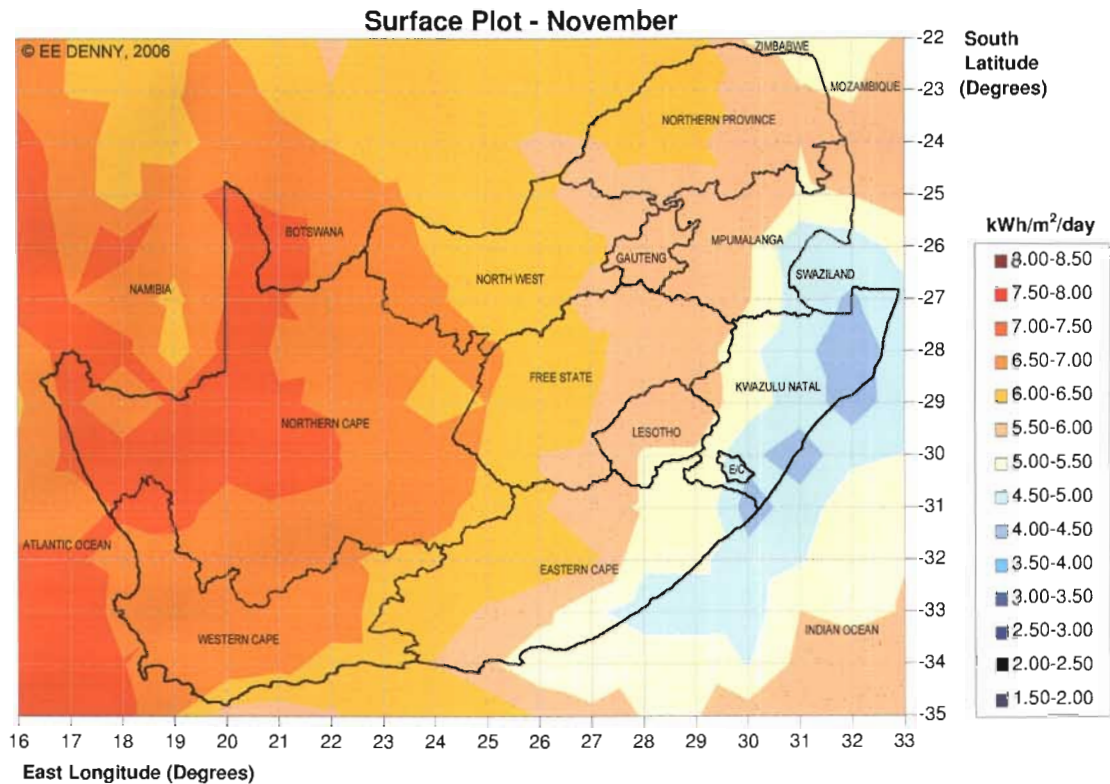 Surface Plot - November
© EE DENNY, 2006
ZIMBABWE
MOZAMBIQUE
NORTHERN PROVINCE
BOTSWANA
MPUMALANGA
GAUTENG
NORTH WEST
SWAZILAND
NAMIBIA
FREE STATE
KWAZULU NATAL
NORTHERN CAPE
LESOTHO
E/C
ATLANTIC OCEAN
EASTERN CAPE
WESTERN CAPE
INDIAN OCEAN
-22
-23
-24
-25
-26
-27
-28
-29
-30
-31
-32
-33
-34
-35
South
Latitude
(Degrees)
16 17 18 19 20 21 22 23 24 25 26 27 28 29 30 31 32 33
East Longitude (Degrees)
kWh/m²/day
8.00-8.50
7.50-8.00
7.00-7.50
6.50-7.00
6.00-6.50
5.50-6.00
5.00-5.50
4.50-5.00
4.00-4.50
3.50-4.00
3.00-3.50
2.50-3.00
2.00-2.50
1.50-2.00